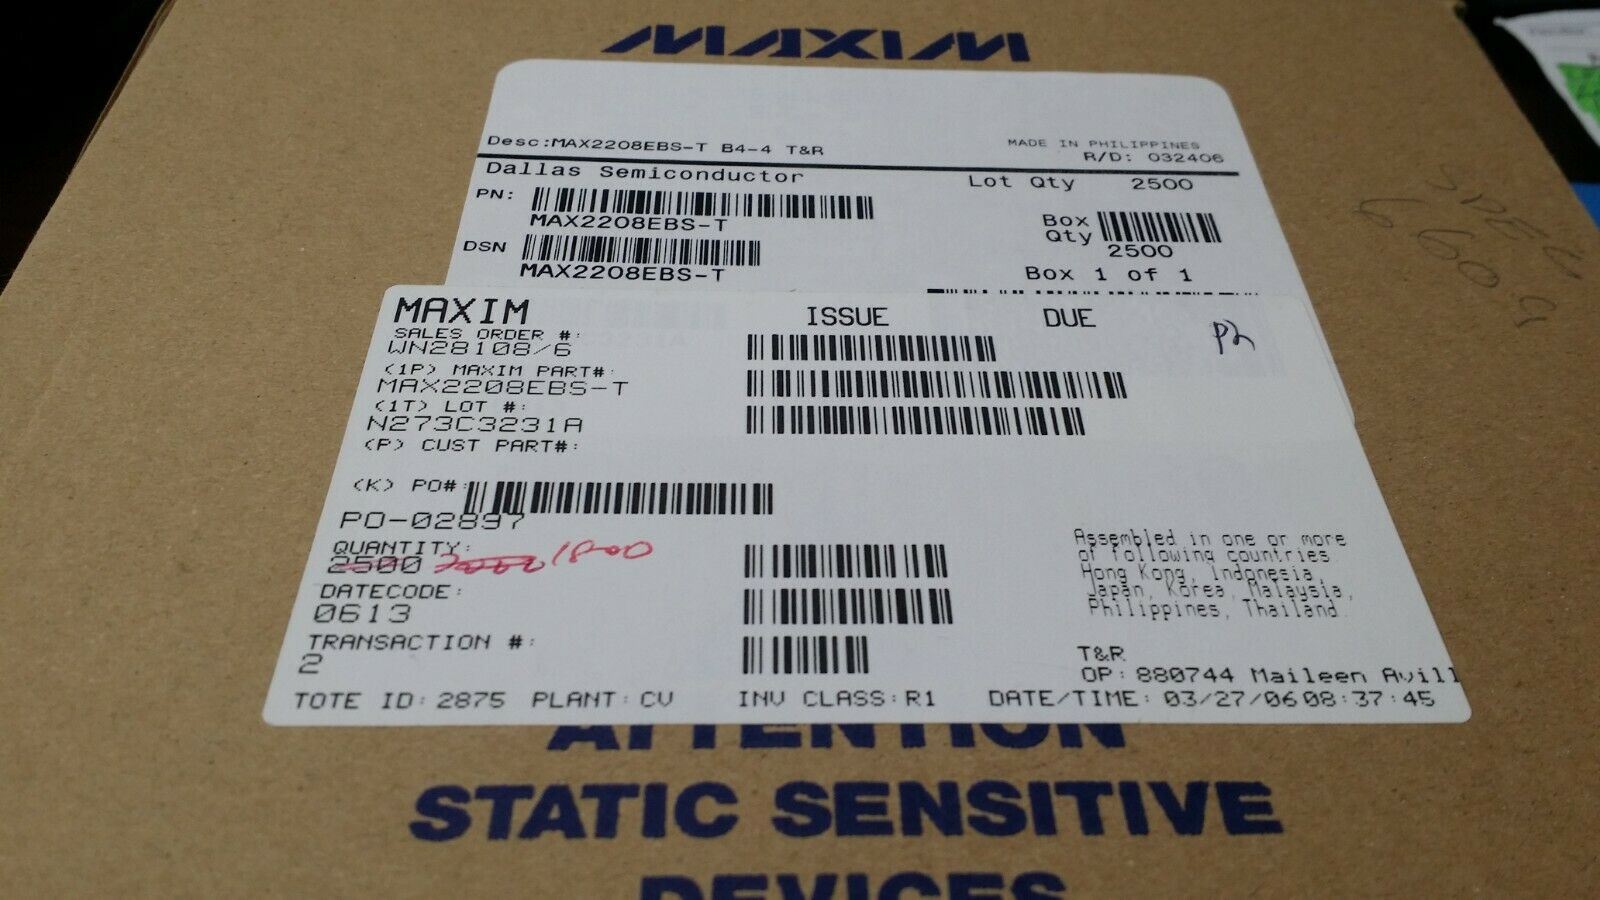 MAXIM
Desc:MAX2208EBS-T B4-4 T&R
MADE IN PHILIPPINES
R/D: 032406
Dallas Semiconductor
Lot Qty 2500
PN:
MAX2208EBS-T
Box Qty
2500
DSN
MAX2208EBS-T
Box 1 of 1
MAXIM
ISSUE
DUE
SALES ORDER #:
WN28108/6
(1P) MAXIM PART#:
MAX2208EBS-T
(1T) LOT #:
N273C3231A
(P) CUST PART#:
(K) PO#:
PO-02897
QUANTITY:
2500 1800
DATECODE:
0613
TRANSACTION #:
2
Assembled in one or more
of following countries.
Hong Kong, Indonesia,
Japan, Korea, Malaysia,
Philippines, Thailand.
T&R
OP: 880744 Maileen Avill
TOTE ID: 2875 PLANT: CV INV CLASS: R1 DATE/TIME: 03/27/06 08:37:45
ATTENTION
STATIC SENSITIVE
DEVICES